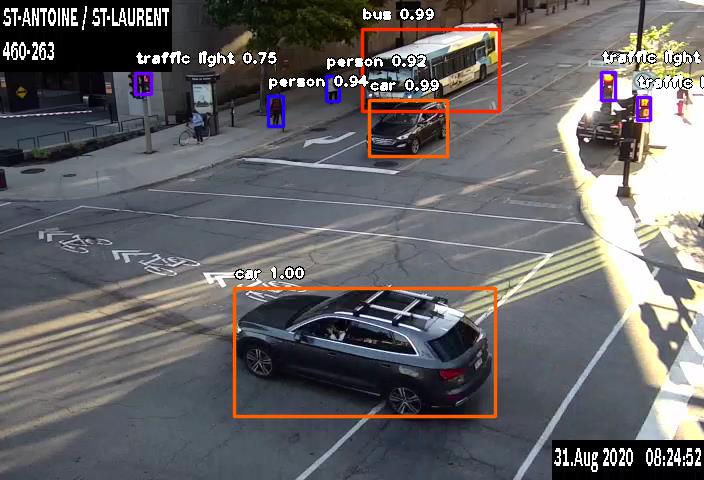 ST-ANTOINE / ST-LAURENT
460-263
bus 0.99
traffic light 0.75
person 0.92
traffic light
person 0.94
car 0.99
traffic l
car 1.00
31.Aug 2020 08:24:52